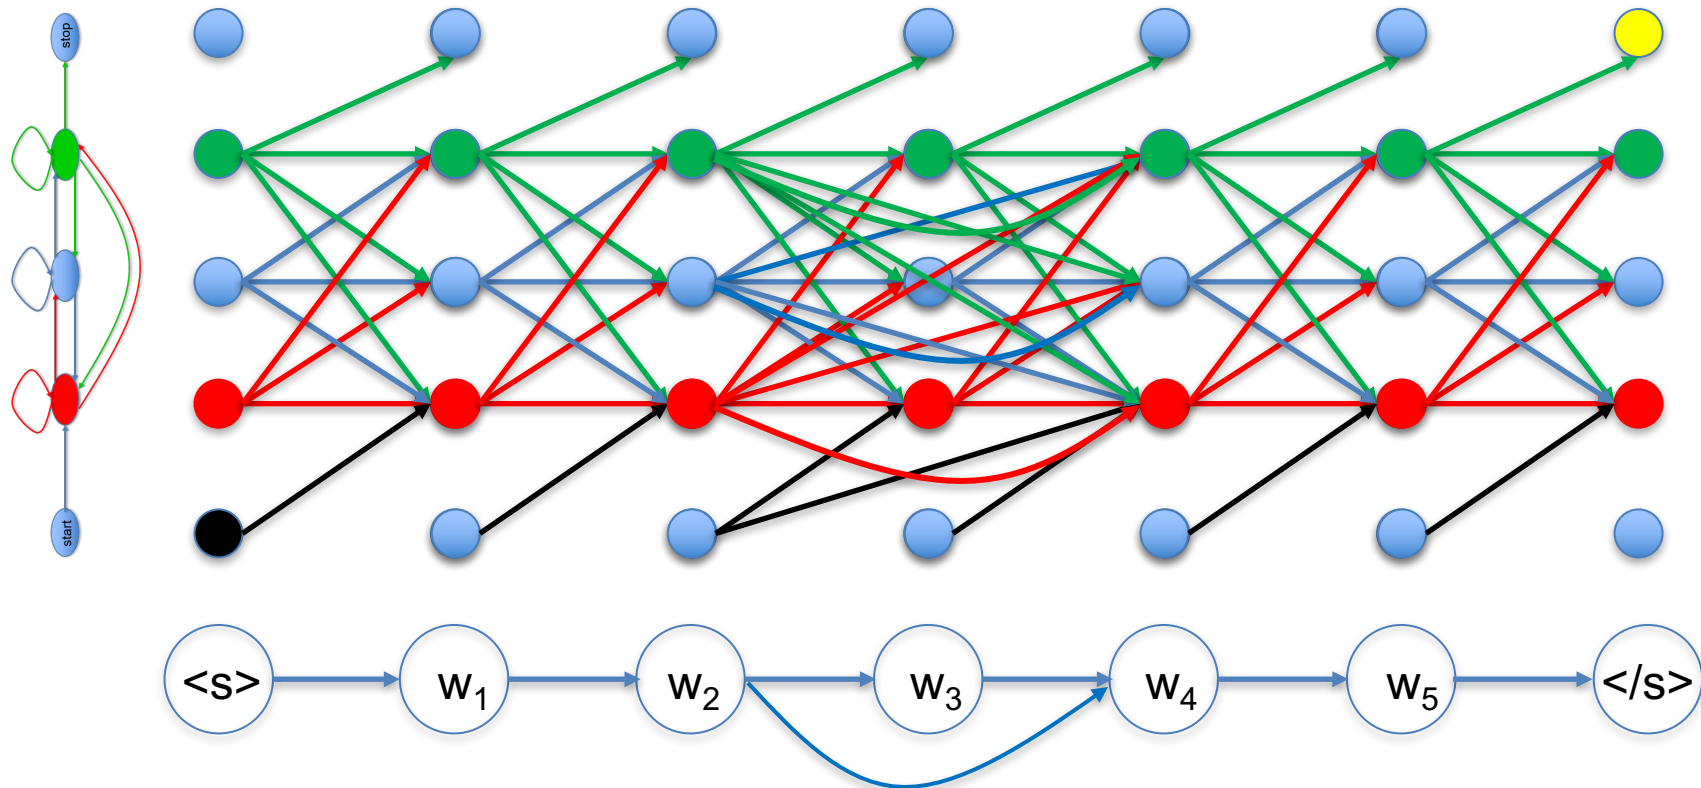 stop
start
<s> w₁ w₂ w₃ w₄ w₅ </s>